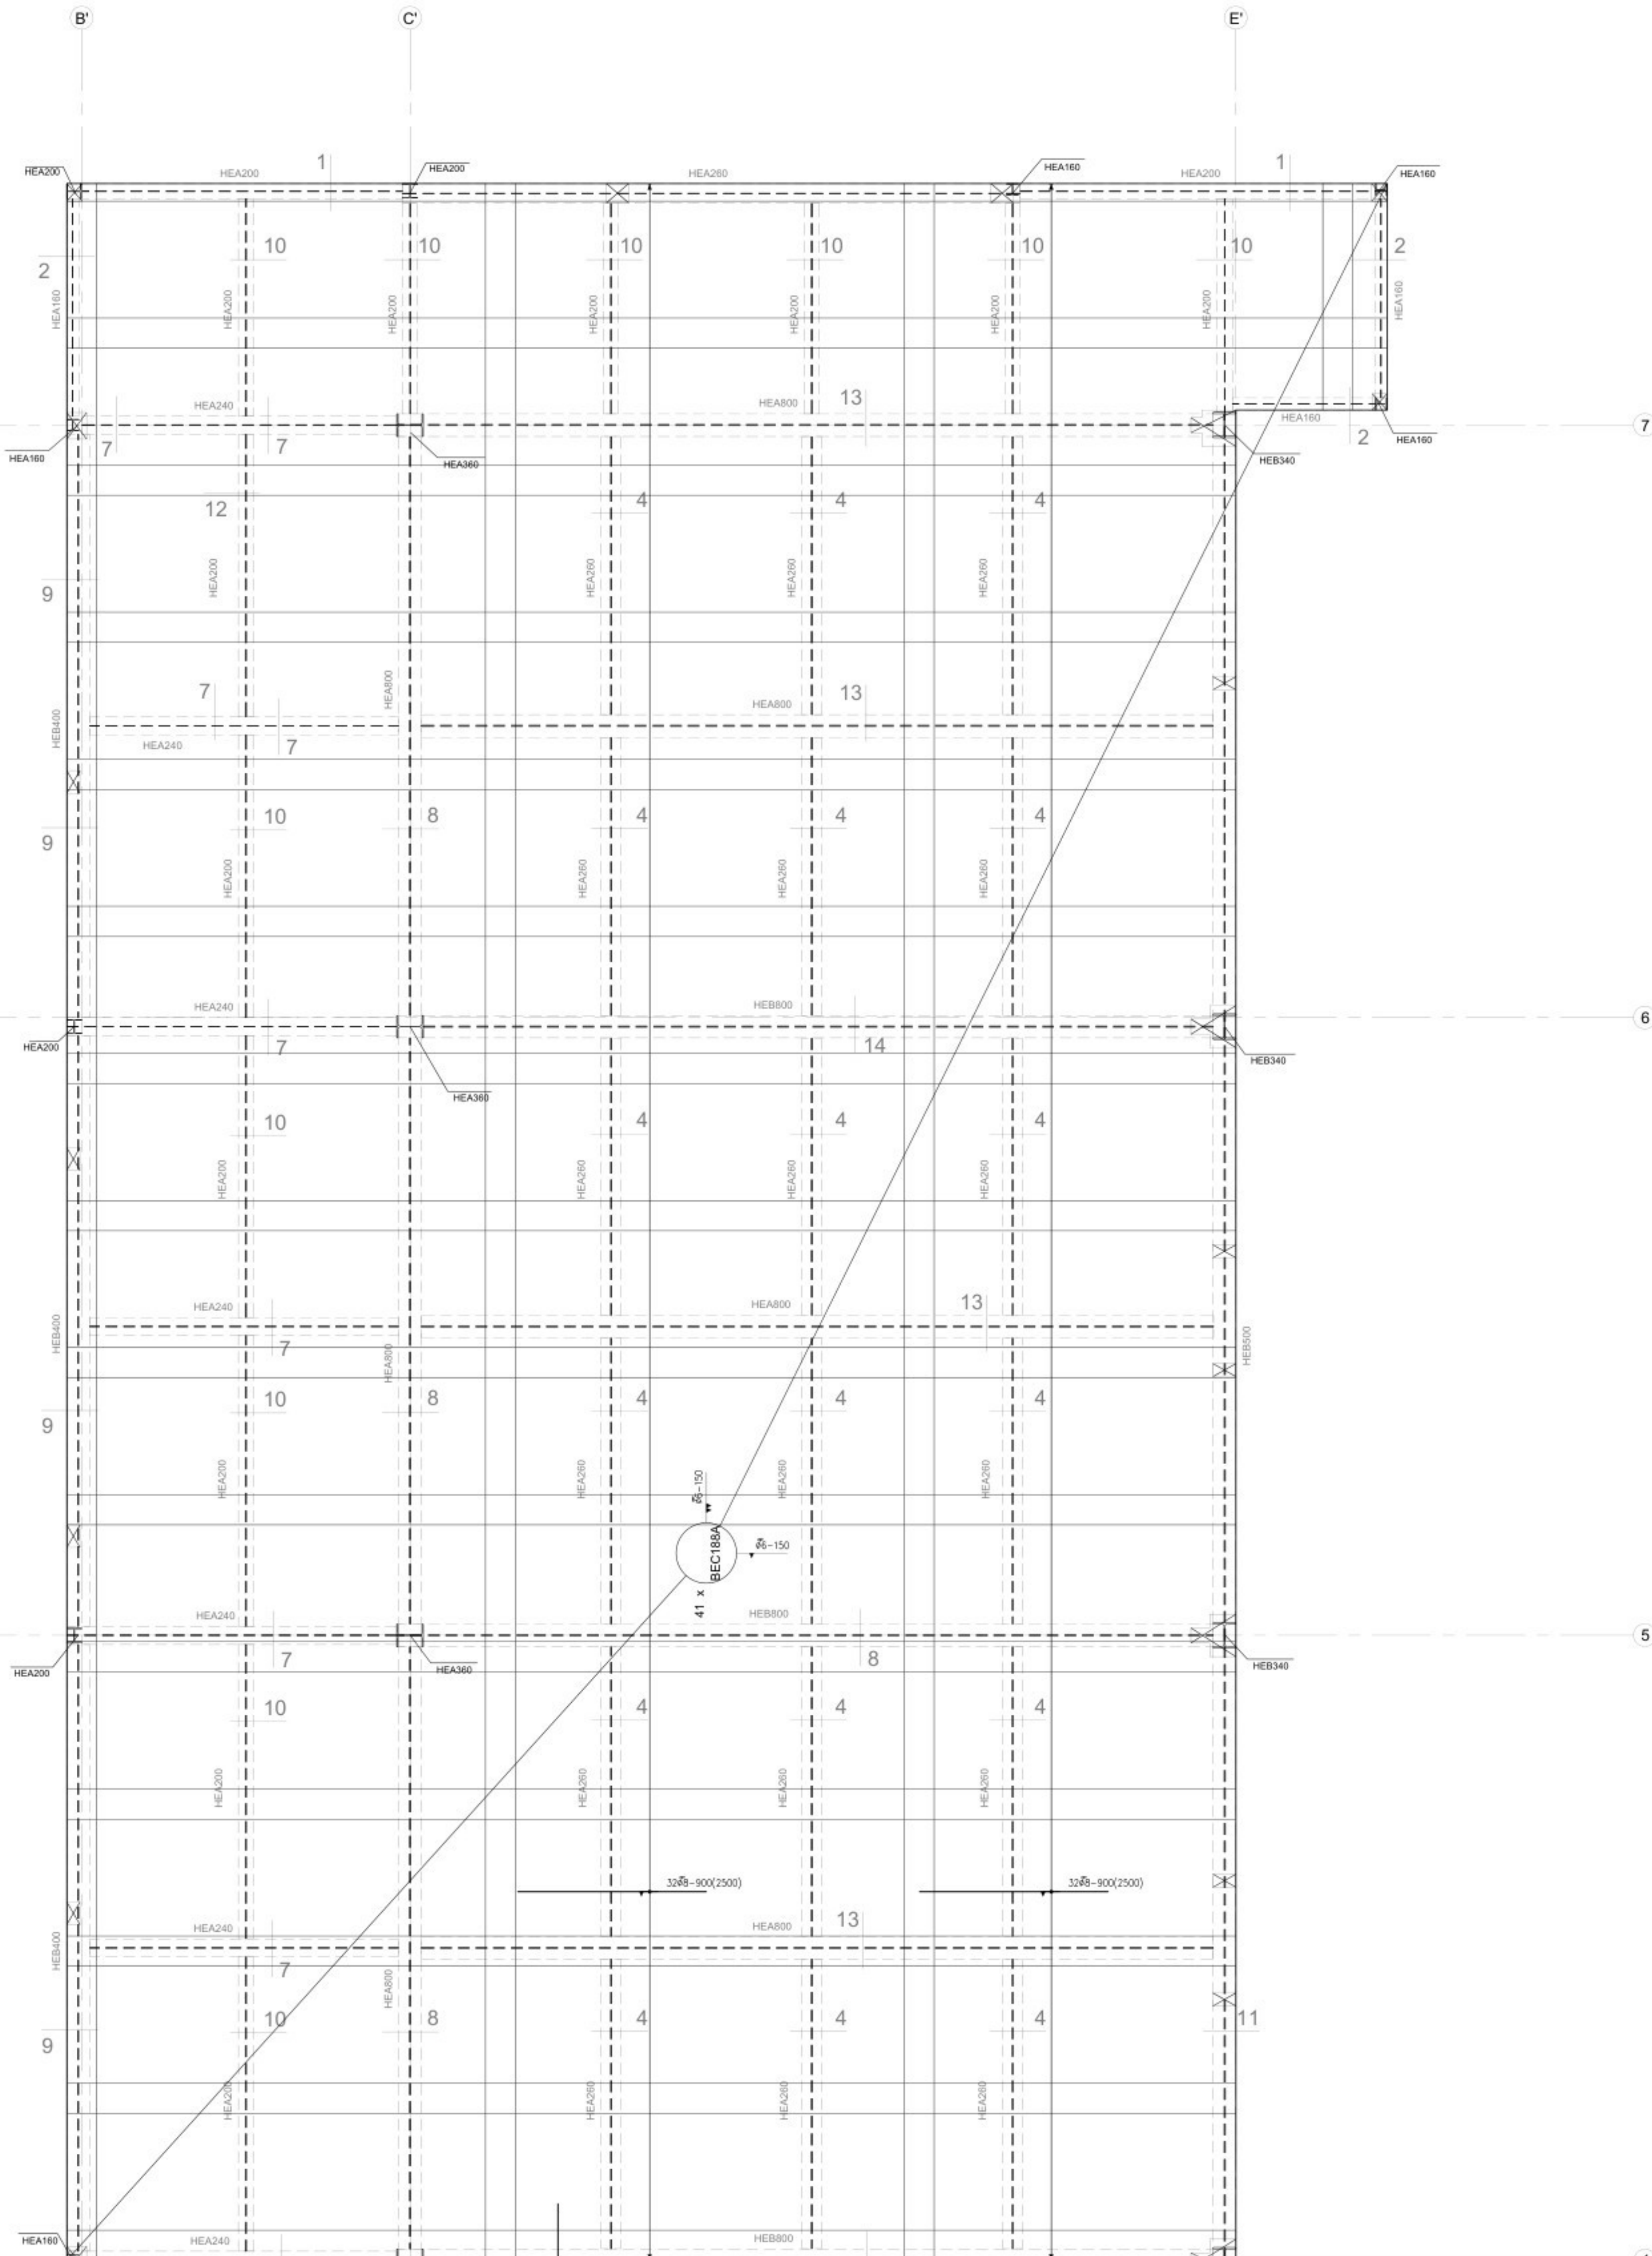 B' C' E'
HEA200 HEA200 1 HEA200 HEA260 HEA160 HEA200 1 HEA160
10 10 10 10 10 10 2
2
HEA160 HEA200 HEA200 HEA200 HEA200 HEA200 HEA200 HEA160
HEA240 HEA800 13 HEA160
7
HEA160 7 7 HEA360 HEB340 2 HEA160
12 4 4 4
HEA200 HEA260 HEA260 HEA260
9
7 HEA800 HEA800 13
HEB400 HEA240 7
10 8 4 4 4
9
HEA200 HEA260 HEA260 HEA260
HEA240 HEB800
6
HEA200 7 14 HEB340
HEA360
10 4 4 4
HEA200 HEA260 HEA260 HEA260
HEA240 HEA800 13
HEB400 7 HEA800 HEB500
10 8 4 4 4
9
HEA200 HEA260 HEA260 HEA260
ø6-150
BEC188A ø6-150
41 x
HEA240 HEB800
5
HEA200 7 HEA360 8 HEB340
10 4 4 4
HEA200 HEA260 HEA260 HEA260
32ø8-900(2500) 32ø8-900(2500)
HEA240 HEA800 13
HEB400 7 HEA800
10 8 4 4 4 11
9
HEA200 HEA260 HEA260 HEA260
HEA160 HEA240 HEB800